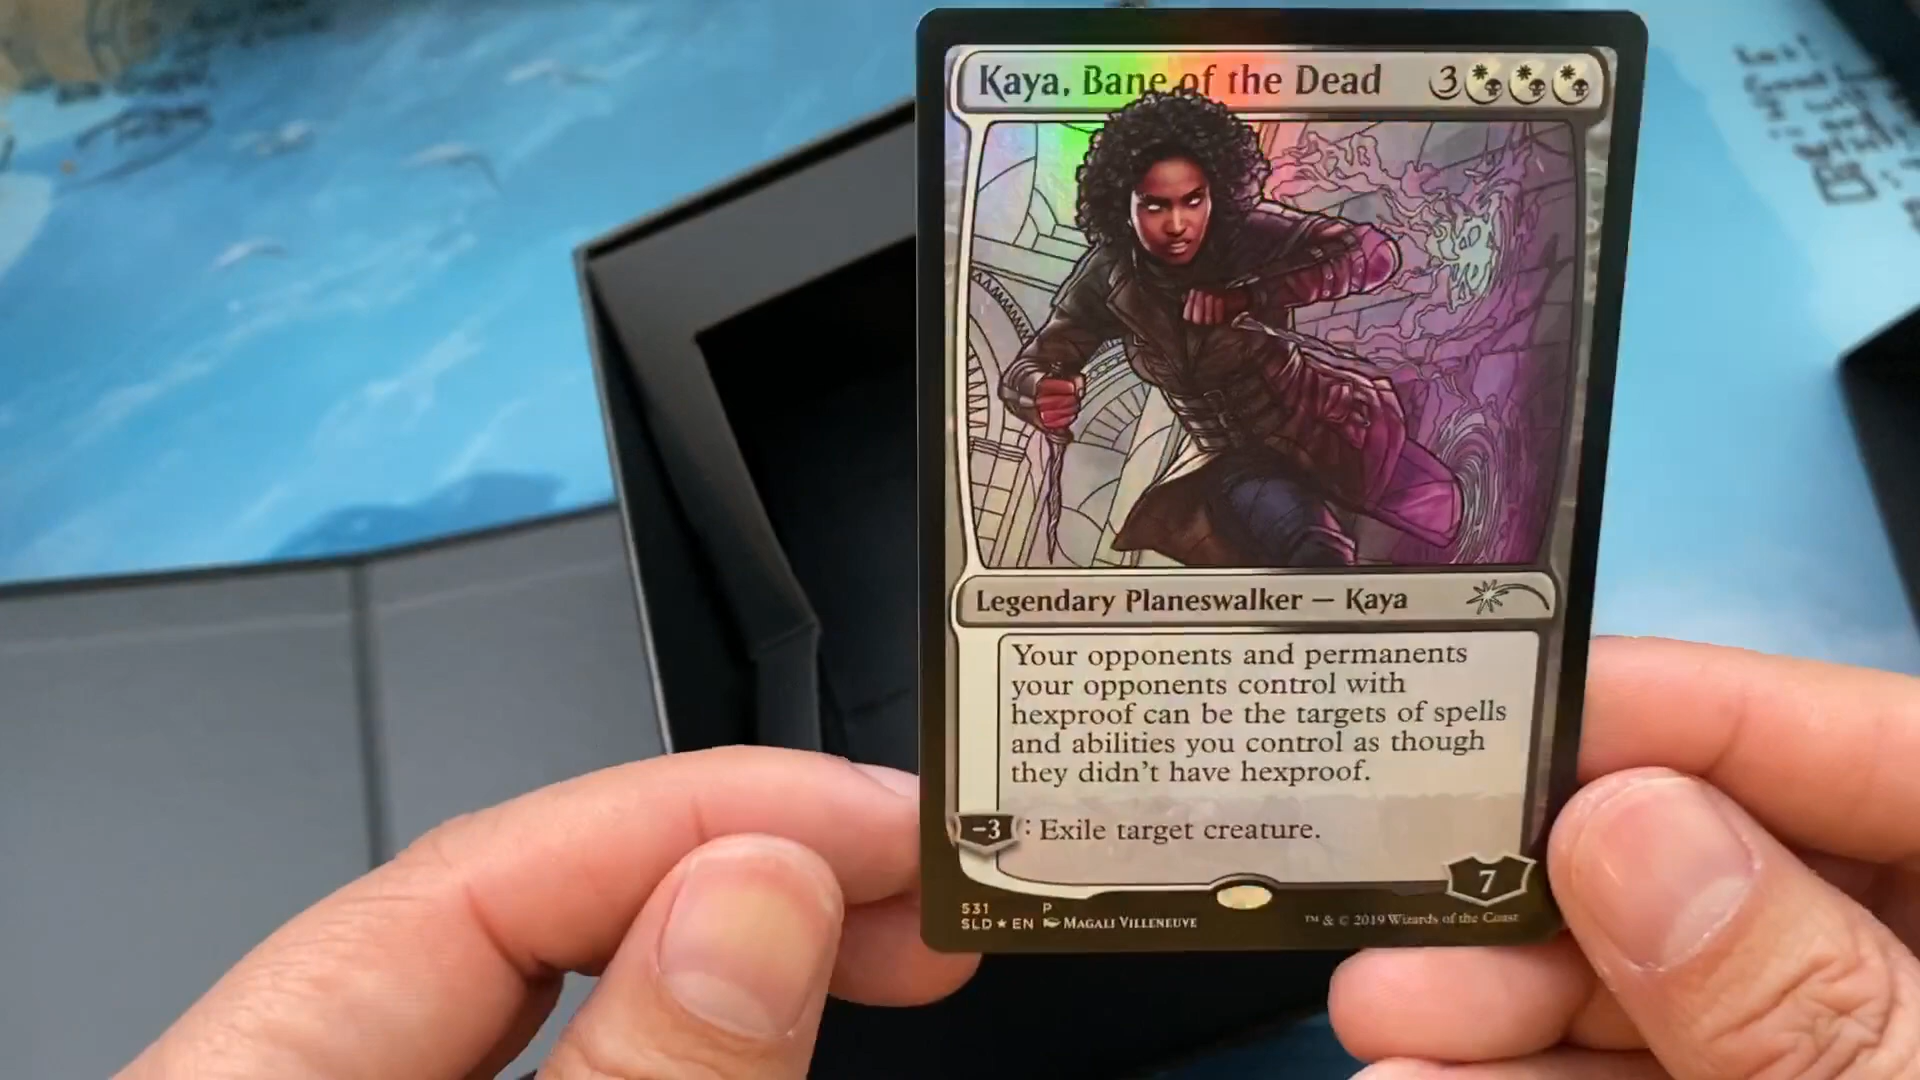 Kaya, Bane of the Dead 3
Legendary Planeswalker — Kaya
Your opponents and permanents
your opponents control with
hexproof can be the targets of spells
and abilities you control as though
they didn't have hexproof.
-3 : Exile target creature.
7
531 P
SLD ★ EN MAGALI VILLENEUVE
™ & © 2019 Wizards of the Coast